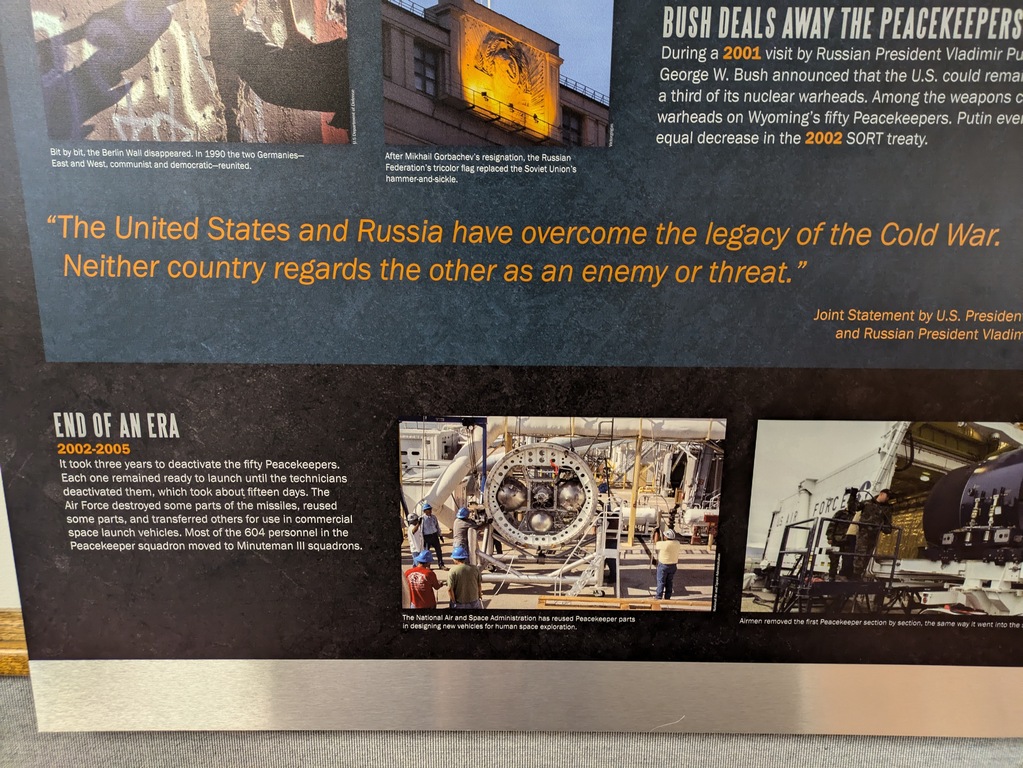 BUSH DEALS AWAY THE PEACEKEEPERS
During a 2001 visit by Russian President Vladimir Pu
George W. Bush announced that the U.S. could
a third of its nuclear warheads. Among the weapons
warheads on Wyoming's fifty Peacekeepers. Putin
equal decrease in the 2002 SORT treaty.
U.S Department of Defense
Bit by bit, the Berlin Wall disappeared. In 1990 the two Germanies—
East and West, communist and democratic—reunited.
After Mikhail Gorbachev's resignation, the Russian
Federation's tricolor flag replaced the Soviet Union's
hammer-and-sickle.
"The United States and Russia have overcome the legacy of the Cold War.
Neither country regards the other as an enemy or threat."
Joint Statement by U.S. Presiden
and Russian President Vladim
END OF AN ERA
2002-2005
It took three years to deactivate the fifty Peacekeepers.
Each one remained ready to launch until the technicians
deactivated them, which took about fifteen days. The
Air Force destroyed some parts of the missiles, reused
some parts, and transferred others for use in commercial
space launch vehicles. Most of the 604 personnel in the
Peacekeeper squadron moved to Minuteman III squadrons.
The National Air and Space Administration has reused Peacekeeper parts
in designing new vehicles for human space exploration.
US AIR FORCE
Airmen removed the first Peacekeeper section by section, the same way it went into the